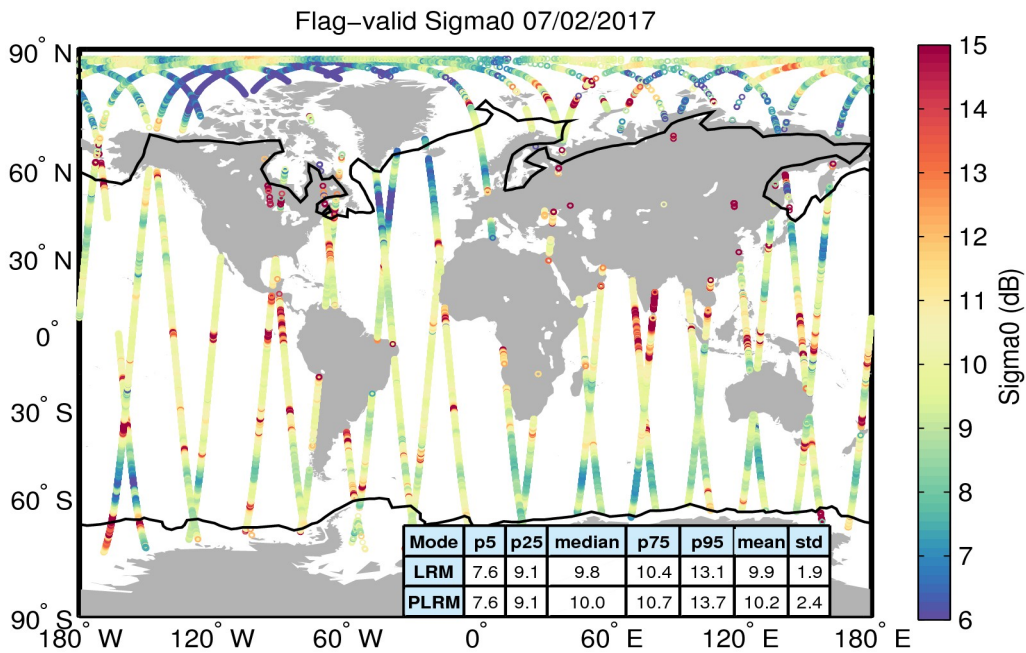 Flag−valid Sigma0 07/02/2017
90° N
60° N
30° N
0°
30° S
60° S
90° S
180° W
120° W
60° W
0°
60° E
120° E
180° E
15
14
13
12
11
10
9
8
7
6
Sigma0 (dB)
Mode p5 p25 median p75 p95 mean std
LRM 7.6 9.1 9.8 10.4 13.1 9.9 1.9
PLRM 7.6 9.1 10.0 10.7 13.7 10.2 2.4